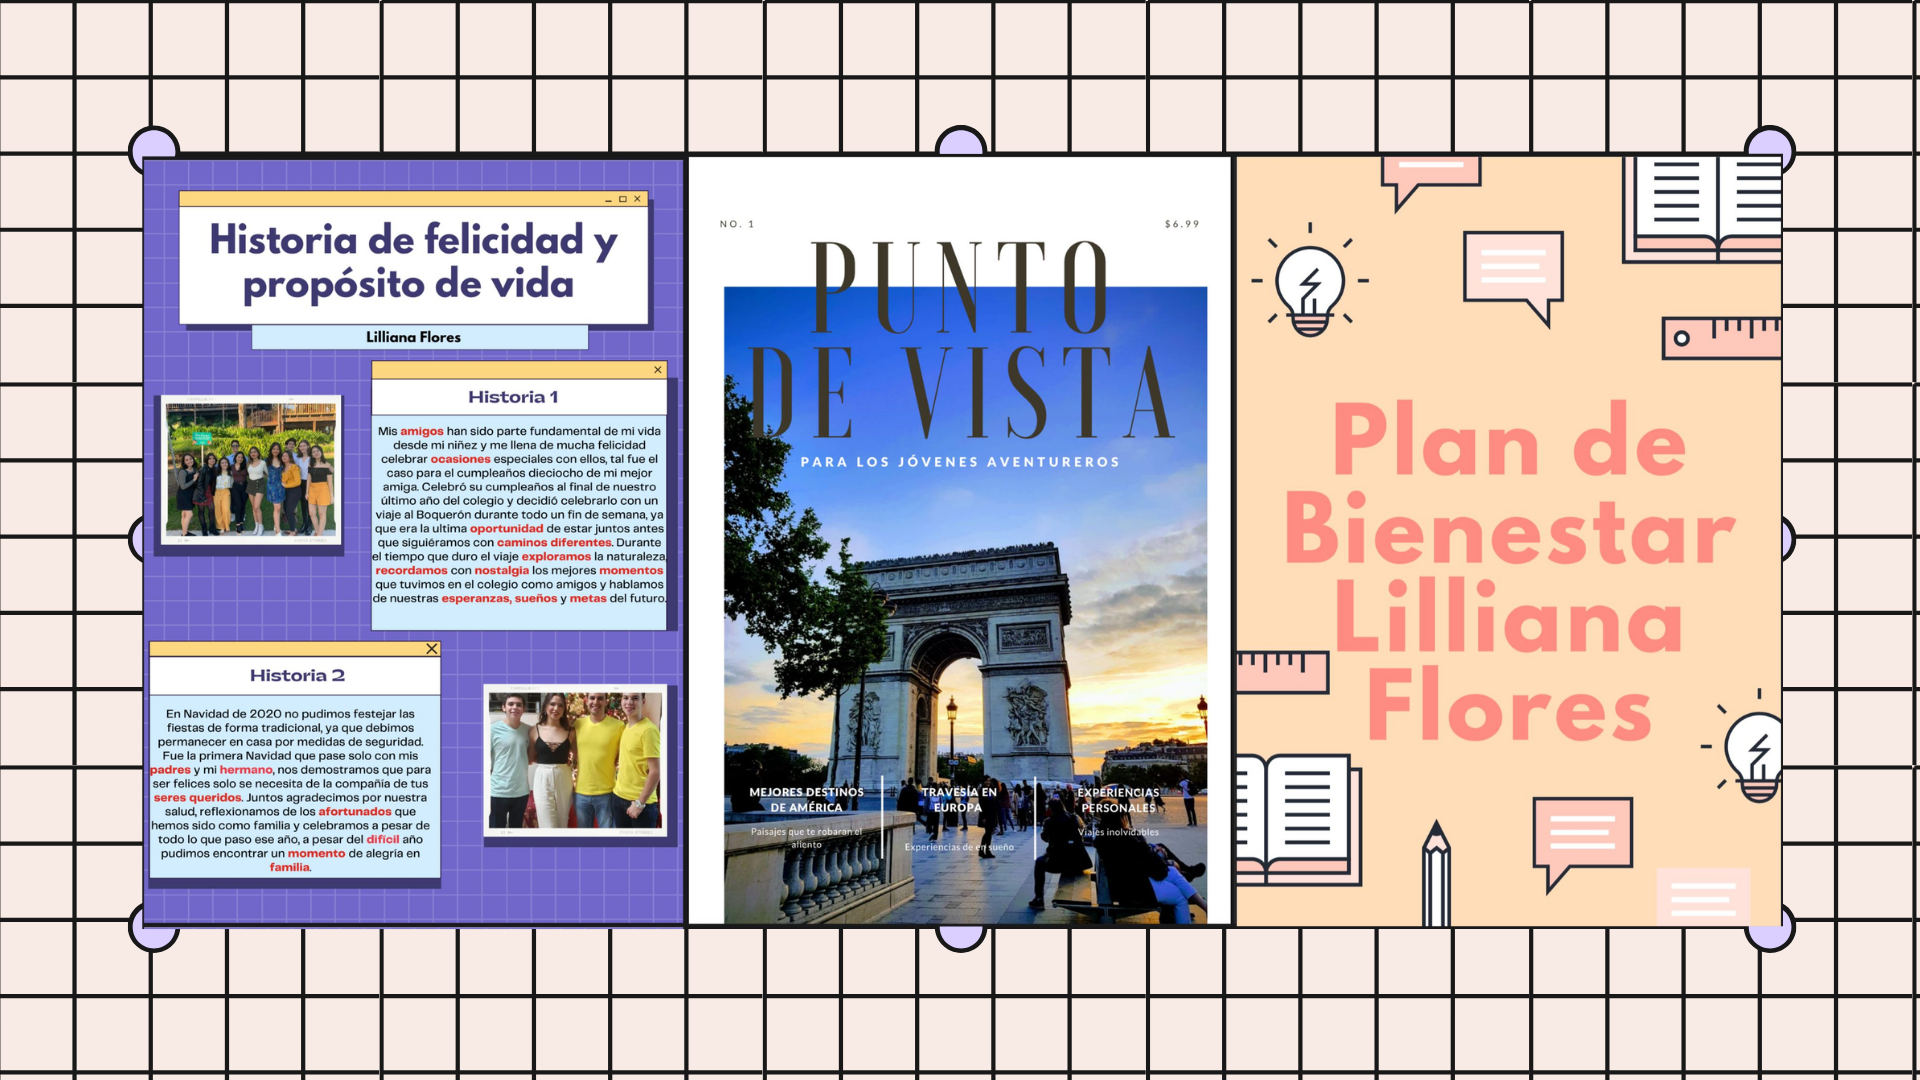 Historia de felicidad y
propósito de vida
Lilliana Flores
Historia 1
Mis amigos han sido parte fundamental de mi vida
desde mi niñez y me llena de mucha felicidad
celebrar ocasiones especiales con ellos, tal fue el
caso para el cumpleaños dieciocho de mi mejor
amiga. Celebró su cumpleaños al final de nuestro
último año del colegio y decidió celebrarlo con un
viaje al Boquerón durante todo un fin de semana, ya
que era la ultima oportunidad de estar juntos antes
que siguiéramos con caminos diferentes. Durante
el tiempo que duro el viaje exploramos la naturaleza,
recordamos con nostalgia los mejores momentos
que tuvimos en el colegio como amigos y hablamos
de nuestras esperanzas, sueños y metas del futuro.
Historia 2
En Navidad de 2020 no pudimos festejar las
fiestas de forma tradicional, ya que debimos
permanecer en casa por medidas de seguridad.
Fue la primera Navidad que pase solo con mis
padres y mi hermano, nos demostramos que para
ser felices solo se necesita de la compañía de tus
seres queridos. Juntos agradecimos por nuestra
salud, reflexionamos de los afortunados que
hemos sido como familia y celebramos a pesar de
todo lo que paso ese año, a pesar del difícil año
pudimos encontrar un momento de alegría en
familia.
NO. 1
$6.99
PUNTO
DE VISTA
PARA LOS JÓVENES AVENTUREROS
MEJORES DESTINOS
DE AMÉRICA
Paisajes que te robaran el
aliento
TRAVESÍA EN
EUROPA
Experiencias de en sueño
EXPERIENCIAS
PERSONALES
Viajes inolvidables
Plan de
Bienestar
Lilliana
Flores